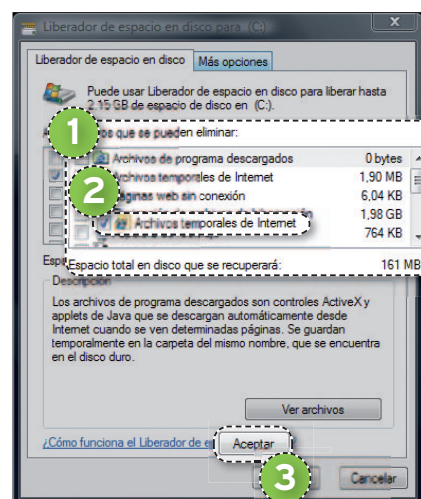 Liberador de espacio en disco para (C:)
X
Liberador de espacio en disco
Más opciones
Puede usar Liberador de espacio en disco para liberar hasta
2,15 GB de espacio de disco en (C:).
1
os que se pueden eliminar:
Archivos de programa descargados 0 bytes
Archivos temporales de Internet 1,90 MB
2
Páginas web sin conexión 6,04 KB
1,98 GB
Archivos temporales de Internet
764 KB
Espacio total en disco que se recuperará: 161 MB
Descripción
Los archivos de programa descargados son controles ActiveX y
applets de Java que se descargan automáticamente desde
Internet cuando se ven determinadas páginas. Se guardan
temporalmente en la carpeta del mismo nombre, que se encuentra
en el disco duro.
Ver archivos
¿Cómo funciona el Liberador de
Aceptar
3
Cancelar